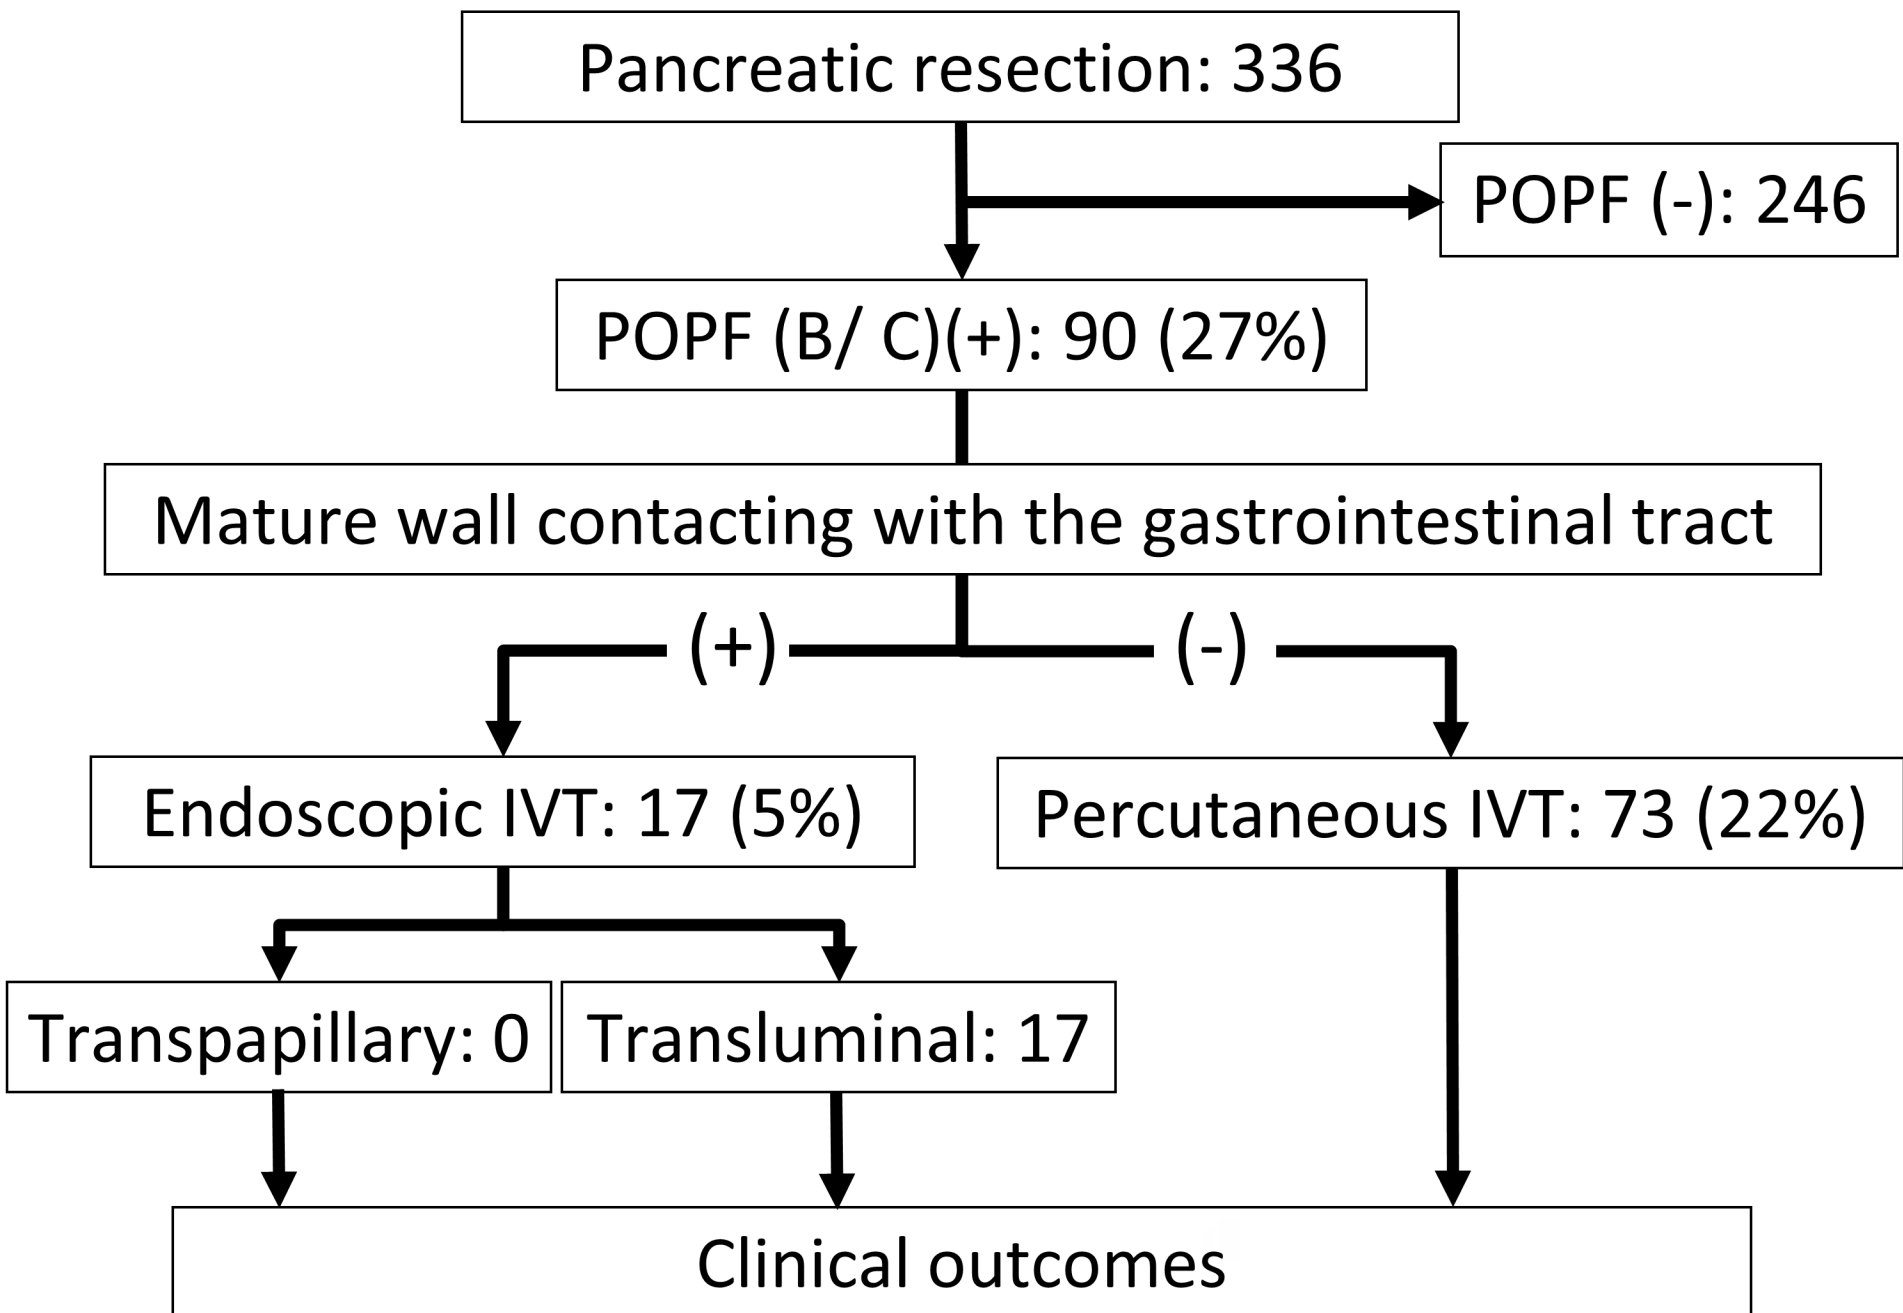 Pancreatic resection: 336
POPF (-): 246
POPF (B/ C)(+): 90 (27%)
Mature wall contacting with the gastrointestinal tract
(+)
(-)
Endoscopic IVT: 17 (5%)
Percutaneous IVT: 73 (22%)
Transpapillary: 0
Transluminal: 17
Clinical outcomes